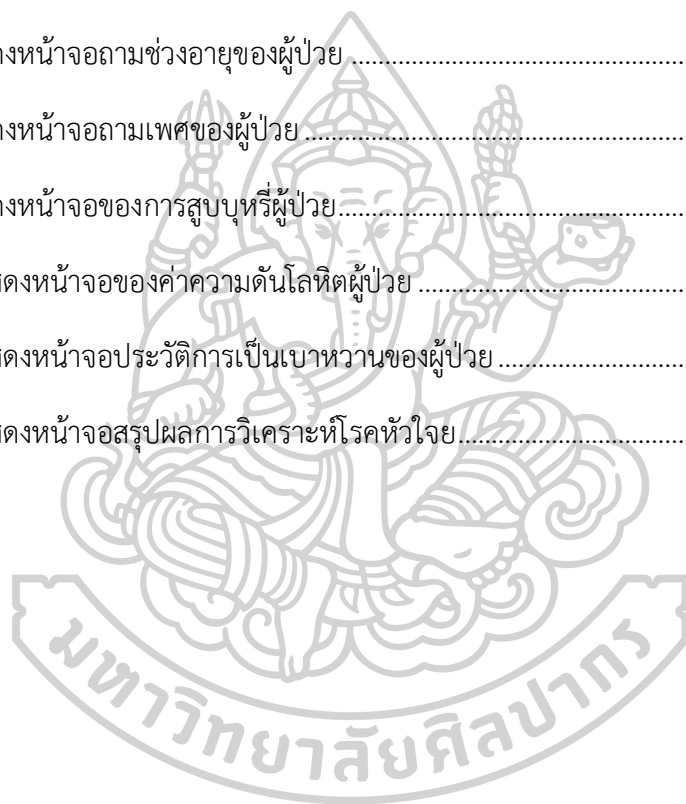 งหน้าจอถามช่วงอายุของผู้ป่วย ........................................................
งหน้าจอถามเพศของผู้ป่วย ................................................................
งหน้าจอของการสูบบุหรี่ผู้ป่วย..........................................................
ดงหน้าจอของค่าความดันโลหิตผู้ป่วย .............................................
ดงหน้าจอประวัติการเป็นเบาหวานของผู้ป่วย ................................
ดงหน้าจอสรุปผลการวิเคราะห์โรคหัวใจย........................................
มหาวิทยาลัยศิลปากร